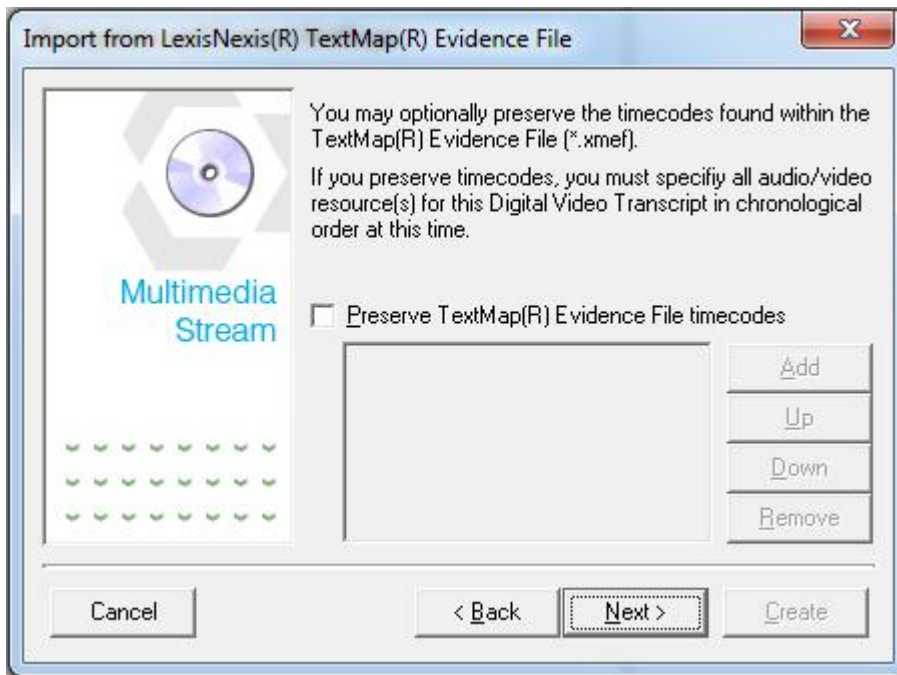 Import from LexisNexis(R) TextMap(R) Evidence File
You may optionally preserve the timecodes found within the
TextMap(R) Evidence File (*.xmef).
If you preserve timecodes, you must specifiy all audio/video
resource(s) for this Digital Video Transcript in chronological
order at this time.
Multimedia
Stream
Preserve TextMap(R) Evidence File timecodes
Add
Up
Down
Remove
Cancel
< Back
Next >
Create